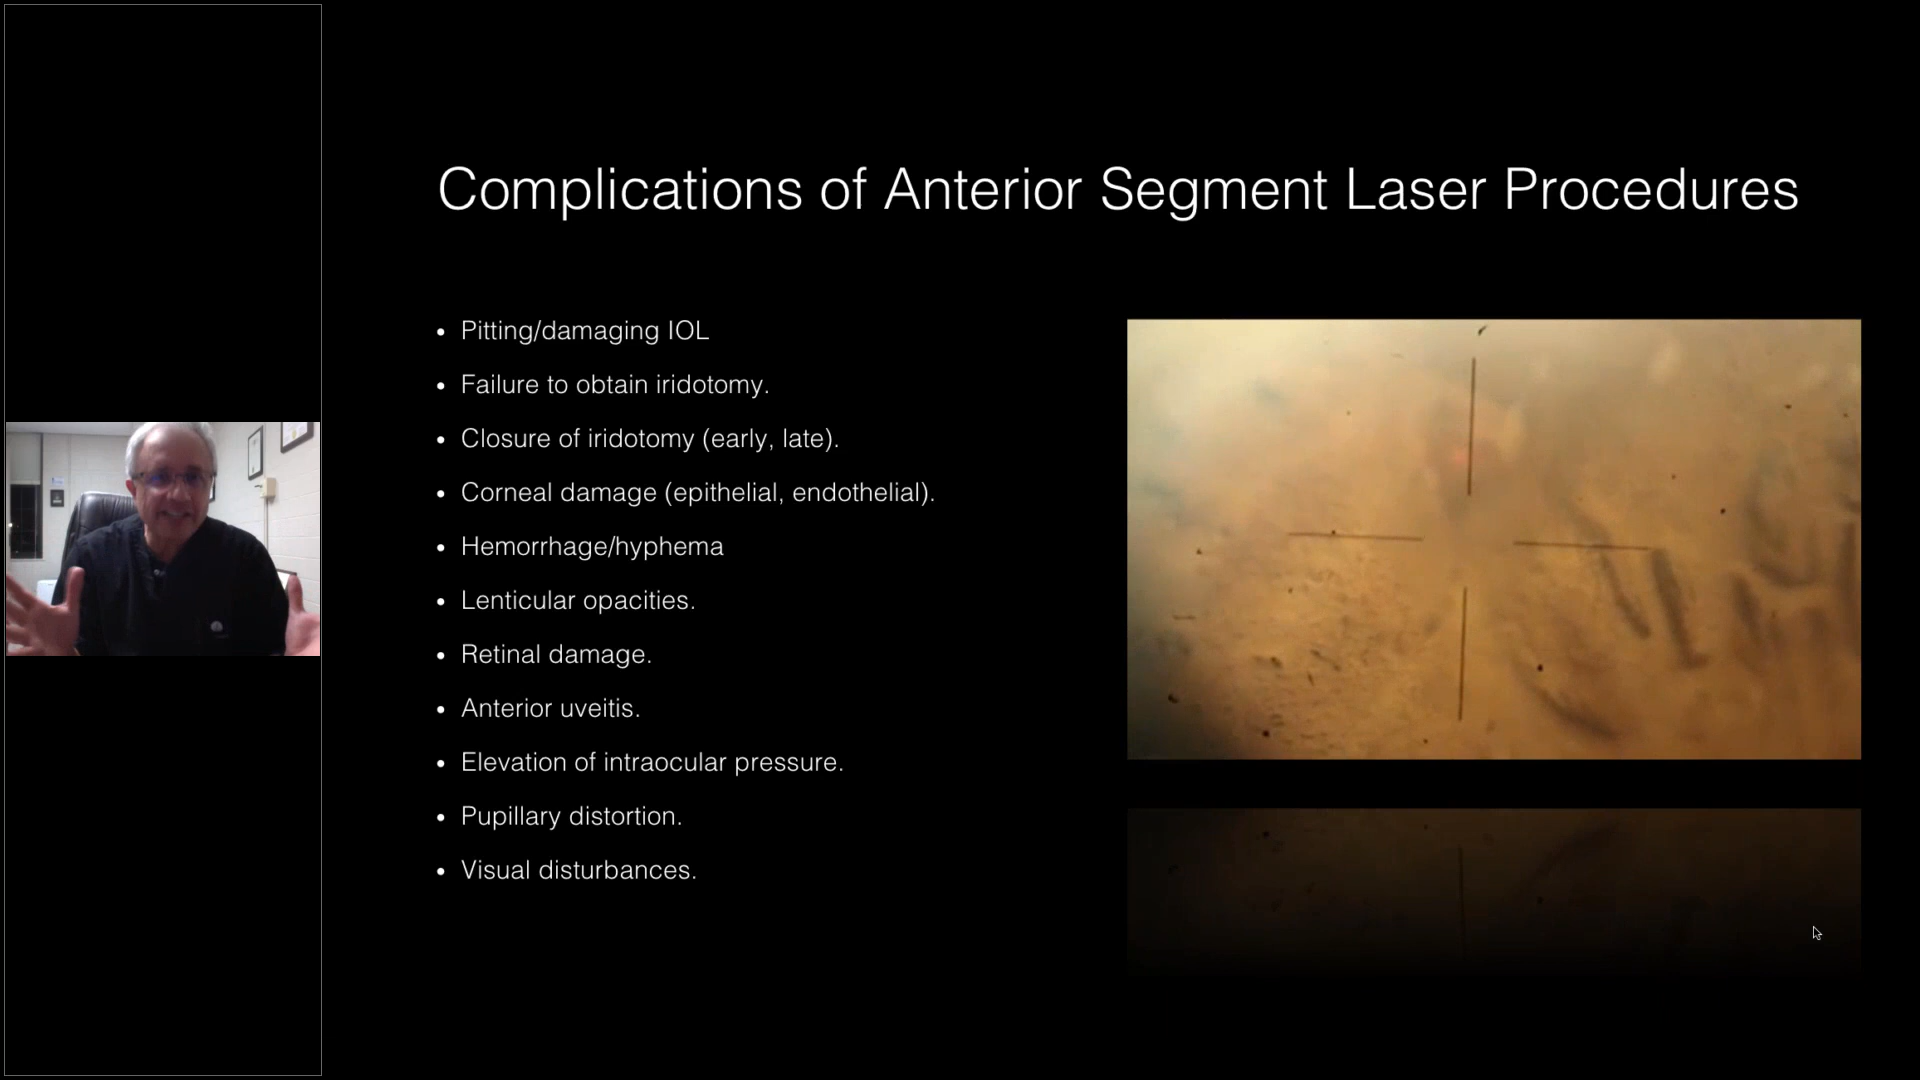 Complications of Anterior Segment Laser Procedures
• Pitting/damaging IOL
• Failure to obtain iridotomy.
• Closure of iridotomy (early, late).
• Corneal damage (epithelial, endothelial).
• Hemorrhage/hyphema
• Lenticular opacities.
• Retinal damage.
• Anterior uveitis.
• Elevation of intraocular pressure.
• Pupillary distortion.
• Visual disturbances.